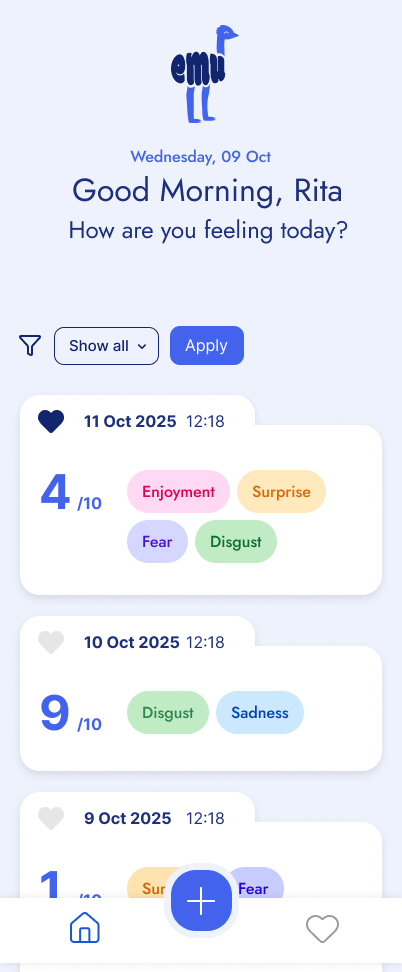 emu
Wednesday, 09 Oct
Good Morning, Rita
How are you feeling today?
Show all Apply
11 Oct 2025 12:18
4 /10 Enjoyment Surprise
Fear Disgust
10 Oct 2025 12:18
9 /10 Disgust Sadness
9 Oct 2025 12:18
1 /10 Sur Fear